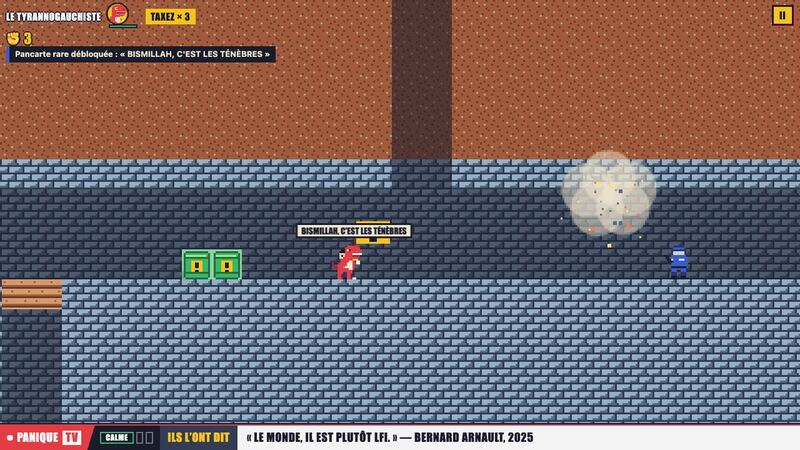 LE TYRANNOGAUCHISTE
TAXEZ × 3
3
Pancarte rare débloquée : « BISMILLAH, C'EST LES TÉNÈBRES »
BISMILLAH, C'EST LES TÉNÈBRES
PANIQUE TV
CALME
ILS L'ONT DIT
« LE MONDE, IL EST PLUTÔT LFI. » — BERNARD ARNAULT, 2025